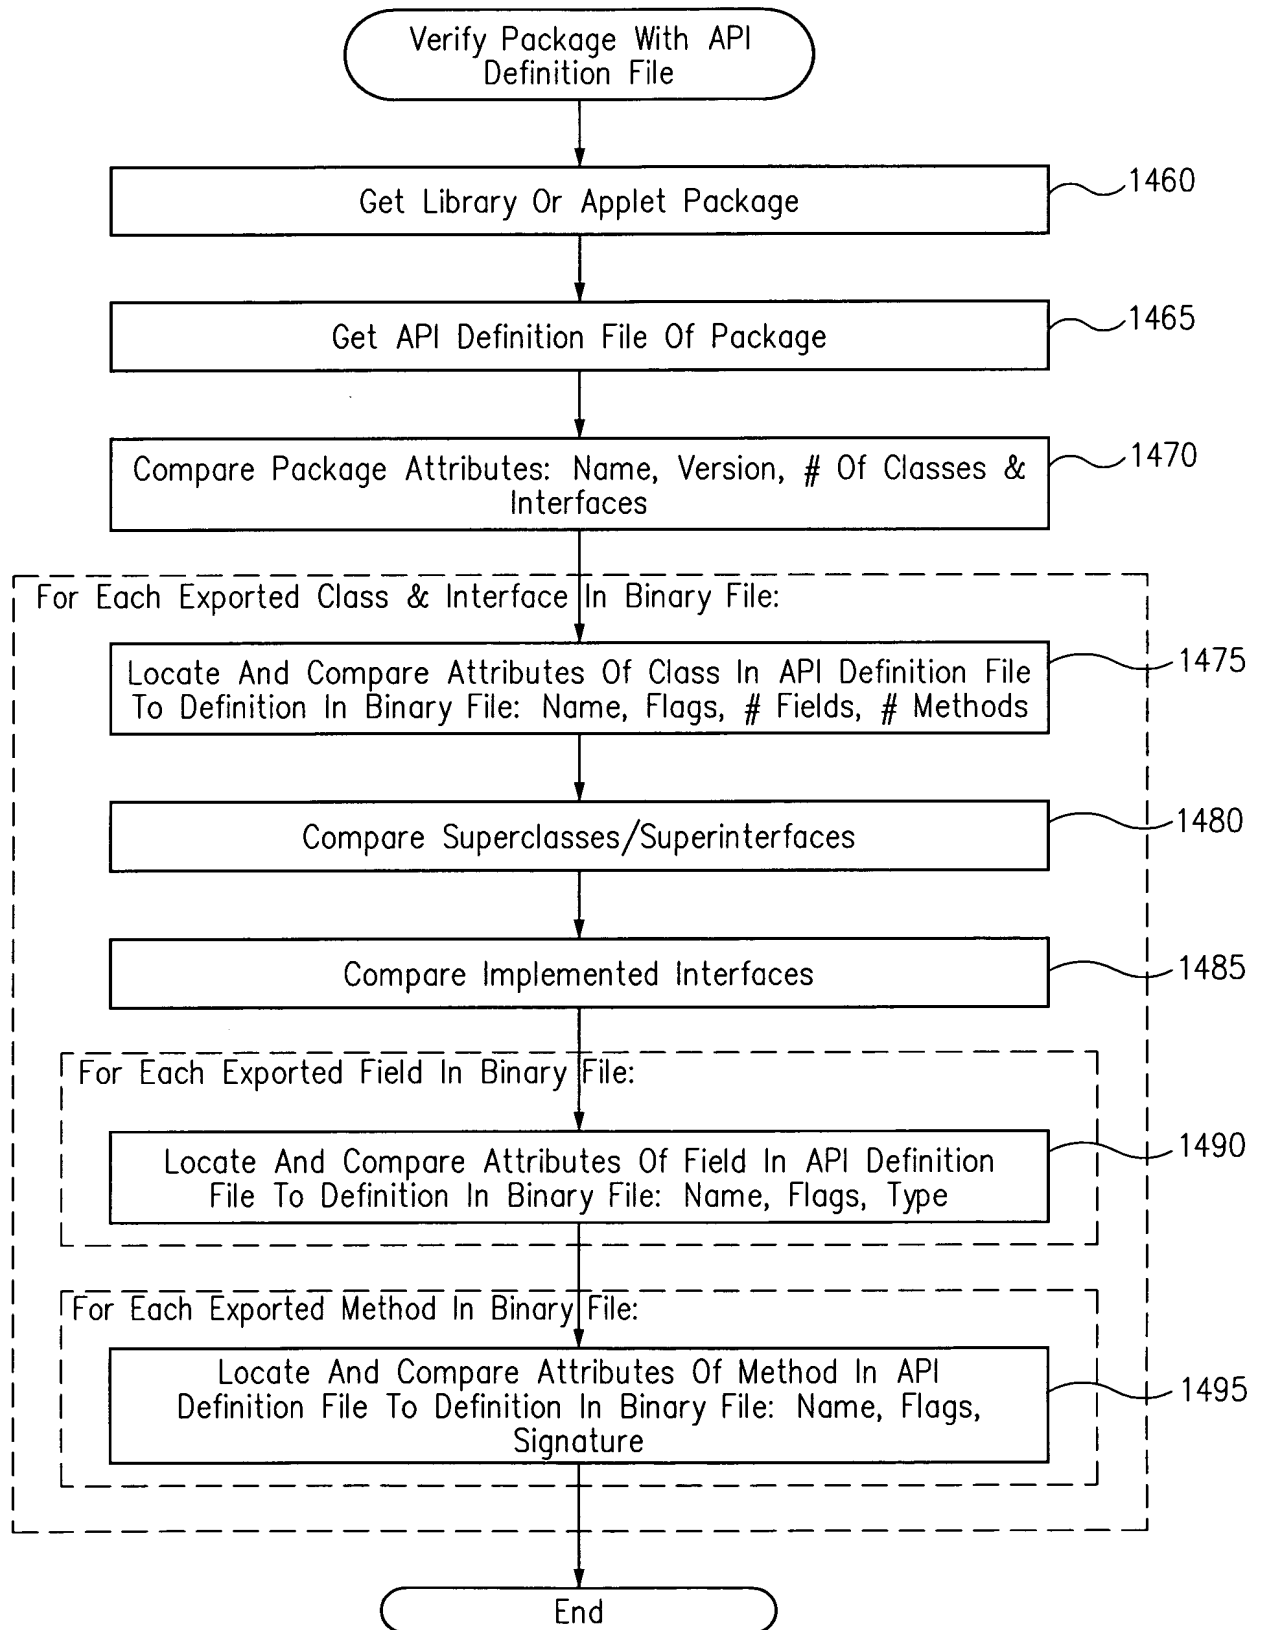 Verify Package With API
Definition File
Get Library Or Applet Package
1460
Get API Definition File Of Package
1465
Compare Package Attributes: Name, Version, # Of Classes &
Interfaces
1470
For Each Exported Class & Interface In Binary File:
Locate And Compare Attributes Of Class In API Definition File
To Definition In Binary File: Name, Flags, # Fields, # Methods
1475
Compare Superclasses/Superinterfaces
1480
Compare Implemented Interfaces
1485
For Each Exported Field In Binary File:
Locate And Compare Attributes Of Field In API Definition
File To Definition In Binary File: Name, Flags, Type
1490
For Each Exported Method In Binary File:
Locate And Compare Attributes Of Method In API
Definition File To Definition In Binary File: Name, Flags,
Signature
1495
End